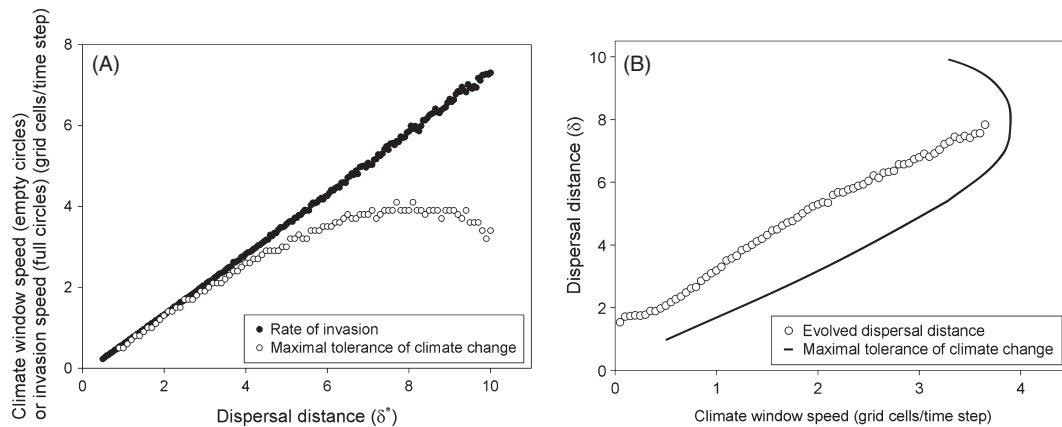 Climate window speed (empty circles)
or invasion speed (full circles) (grid cells/time step)
(A)
8
6
4
2
0
0
2
4
6
8
10
Rate of invasion
Maximal tolerance of climate change
Dispersal distance (δ*)
Dispersal distance (δ)
(B)
10
8
6
4
2
0
0
1
2
3
4
Evolved dispersal distance
Maximal tolerance of climate change
Climate window speed (grid cells/time step)